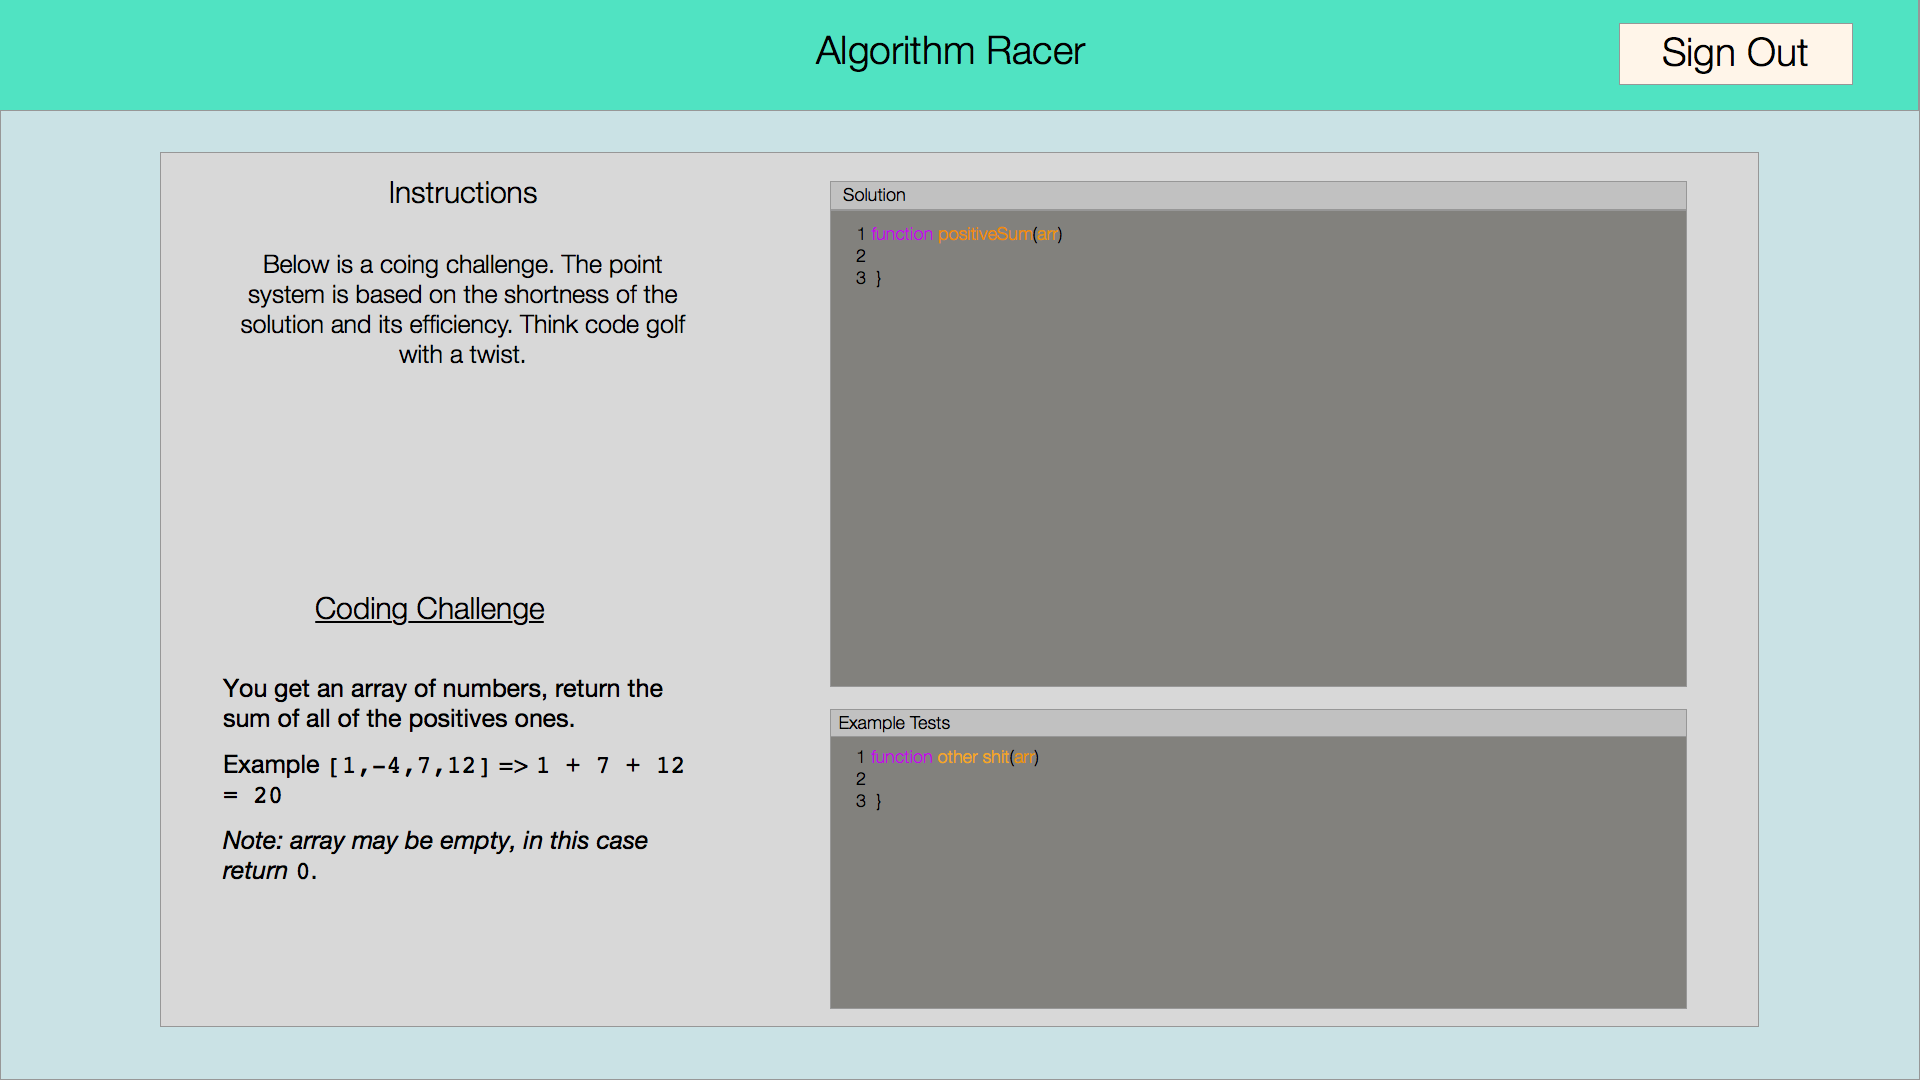 Algorithm Racer
Sign Out
Instructions
Below is a coing challenge. The point
system is based on the shortness of the
solution and its efficiency. Think code golf
with a twist.
Coding Challenge
You get an array of numbers, return the
sum of all of the positives ones.
Example [1,-4,7,12] => 1 + 7 + 12
= 20
Note: array may be empty, in this case
return 0.
Solution
1 function positiveSum(arr)
2
3 }
Example Tests
1 function other shit(arr)
2
3 }